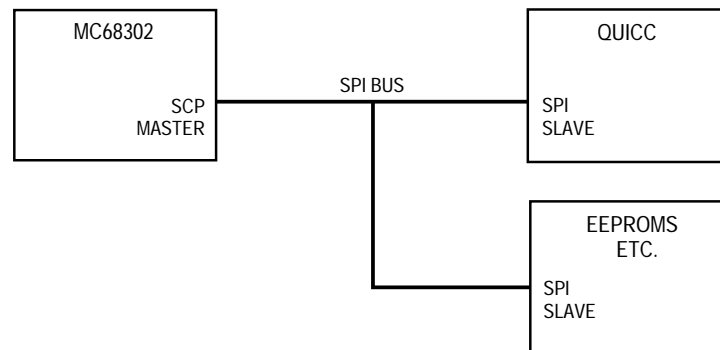 MC68302
SCP
MASTER
SPI BUS
QUICC
SPI
SLAVE
EEPROMS
ETC.
SPI
SLAVE